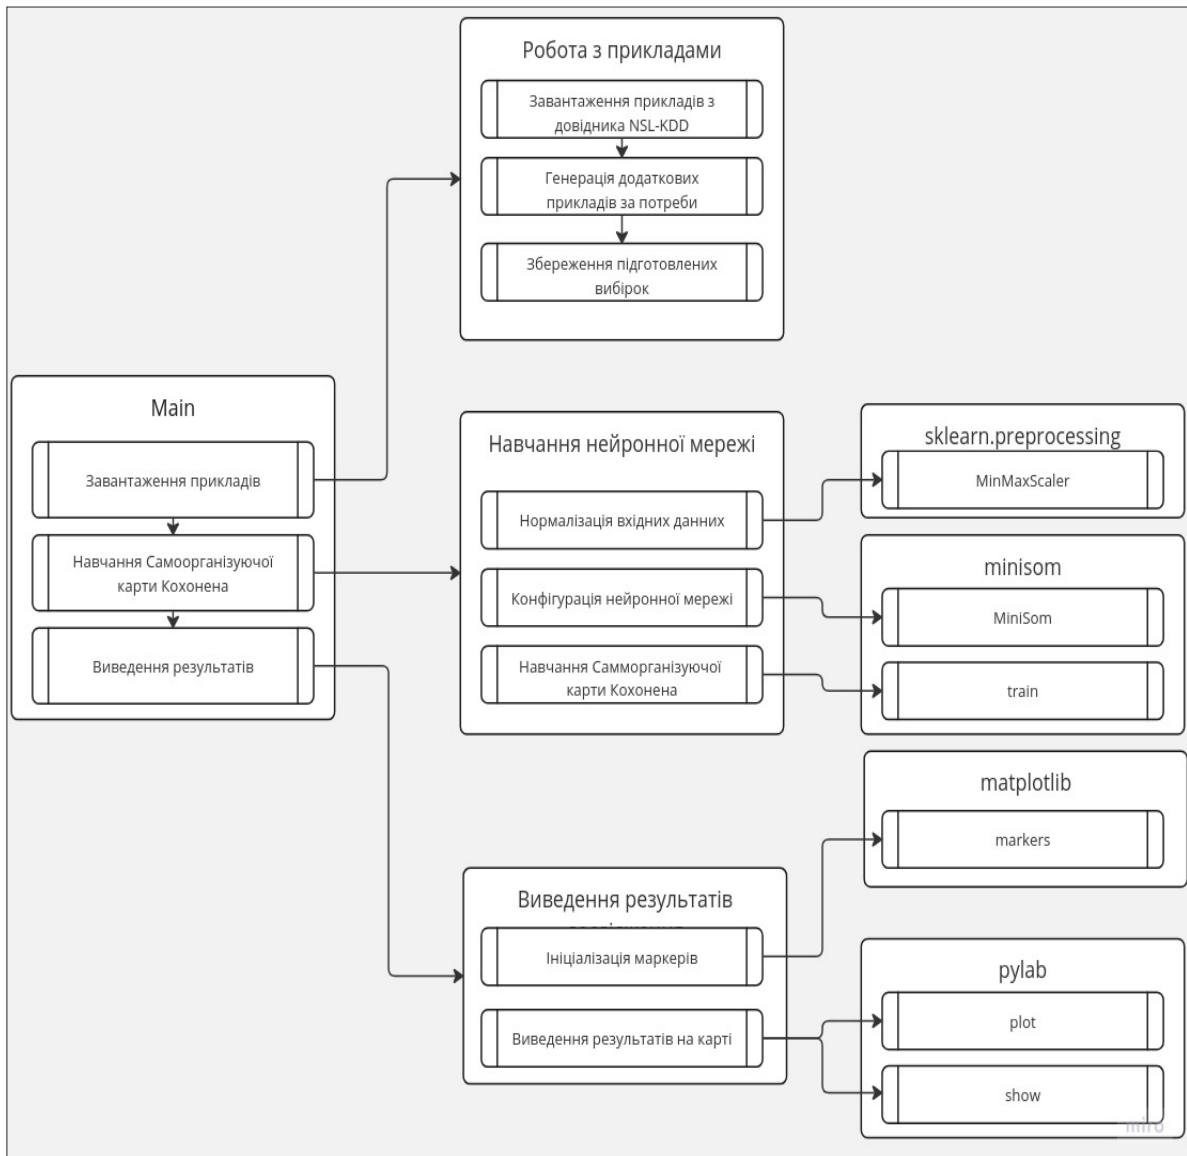 Робота з прикладами
Завантаження прикладів з
довідника NSL-KDD
Генерація додаткових
прикладів за потреби
Збереження підготовлених
вибірок
Main
Завантаження прикладів
Навчання Самоорганізуючої
карти Кохонена
Виведення результатів
Навчання нейронної мережі
Нормалізація вхідних данних
Конфігурація нейронної мережі
Навчання Самморганізуючої
карти Кохонена
sklearn.preprocessing
MinMaxScaler
minisom
MiniSom
train
matplotlib
markers
Виведення результатів
Ініціалізація маркерів
Виведення результатів на карті
pylab
plot
show
miro